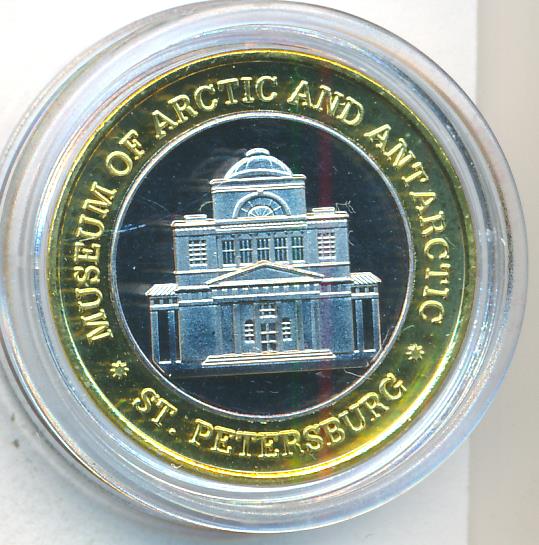 MUSEUM OF ARCTIC AND ANTARCTIC
* ST. PETERSBURG *